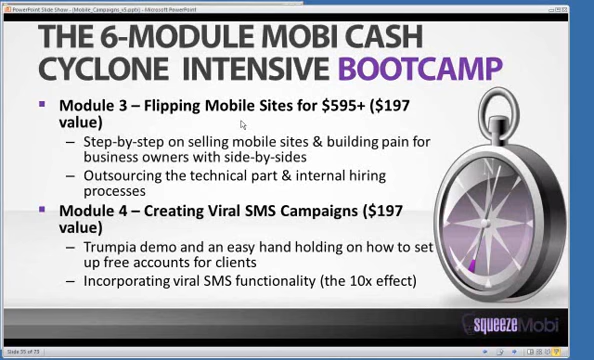 PowerPoint Slide Show - [Mobile_Campaigns_v5.pptx] - Microsoft PowerPoint
THE 6-MODULE MOBI CASH
CYCLONE INTENSIVE BOOTCAMP
▪ Module 3 – Flipping Mobile Sites for $595+ ($197
value)
– Step-by-step on selling mobile sites & building pain for
business owners with side-by-sides
– Outsourcing the technical part & internal hiring
processes
▪ Module 4 – Creating Viral SMS Campaigns ($197
value)
– Trumpia demo and an easy hand holding on how to set
up free accounts for clients
– Incorporating viral SMS functionality (the 10x effect)
squeezeMobi